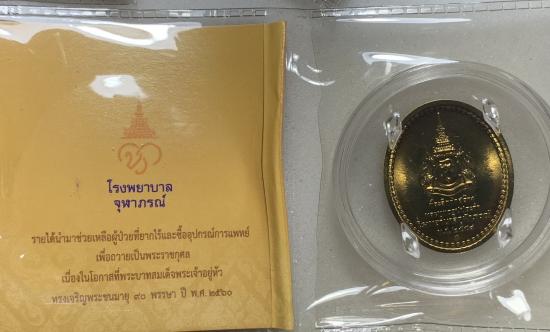 โรงพยาบาล
จุฬาภรณ์
รายได้นำมาช่วยเหลือผู้ป่วยที่ยากไร้และซื้ออุปกรณ์การแพทย์
เพื่อถวายเป็นพระราชกุศล
เนื่องในโอกาสที่พระบาทสมเด็จพระเจ้าอยู่หัว
ทรงเจริญพระชนมายุ ๙๐ พรรษา ปี พ.ศ.๒๕๖๐